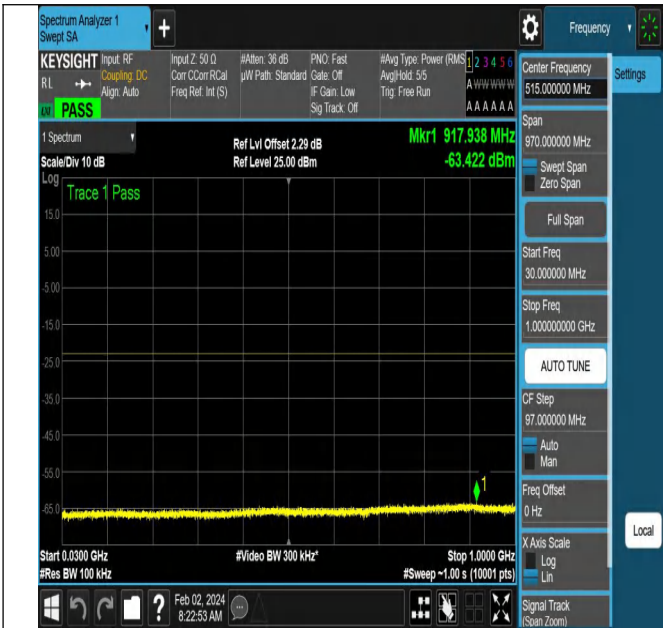 Spectrum Analyzer 1
Swept SA
Frequency
KEYSIGHT
RL
LXI
PASS
Input: RF
Coupling: DC
Align: Auto
Input Z: 50 Ω
Corr CCorr RCal
Freq Ref: Int (S)
#Atten: 36 dB
µW Path: Standard
PNO: Fast
Gate: Off
IF Gain: Low
Sig Track: Off
#Avg Type: Power (RMS
Avg|Hold: 5/5
Trig: Free Run
1 2 3 4 5 6
A W W W W W
A A A A A A
1 Spectrum
Scale/Div 10 dB
Ref Lvl Offset 2.29 dB
Ref Level 25.00 dBm
Mkr1 917.938 MHz
-63.422 dBm
Log
Trace 1 Pass
15.0
5.00
-5.00
-15.0
-25.0
-35.0
-45.0
-55.0
-65.0
1
Start 0.0300 GHz
#Res BW 100 kHz
#Video BW 300 kHz*
Stop 1.0000 GHz
#Sweep ~1.00 s (10001 pts)
Feb 02, 2024
8:22:53 AM
Center Frequency
515.000000 MHz
Settings
Span
970.000000 MHz
Swept Span
Zero Span
Full Span
Start Freq
30.000000 MHz
Stop Freq
1.000000000 GHz
AUTO TUNE
CF Step
97.000000 MHz
Auto
Man
Freq Offset
0 Hz
Local
X Axis Scale
Log
Lin
Signal Track
(Span Zoom)